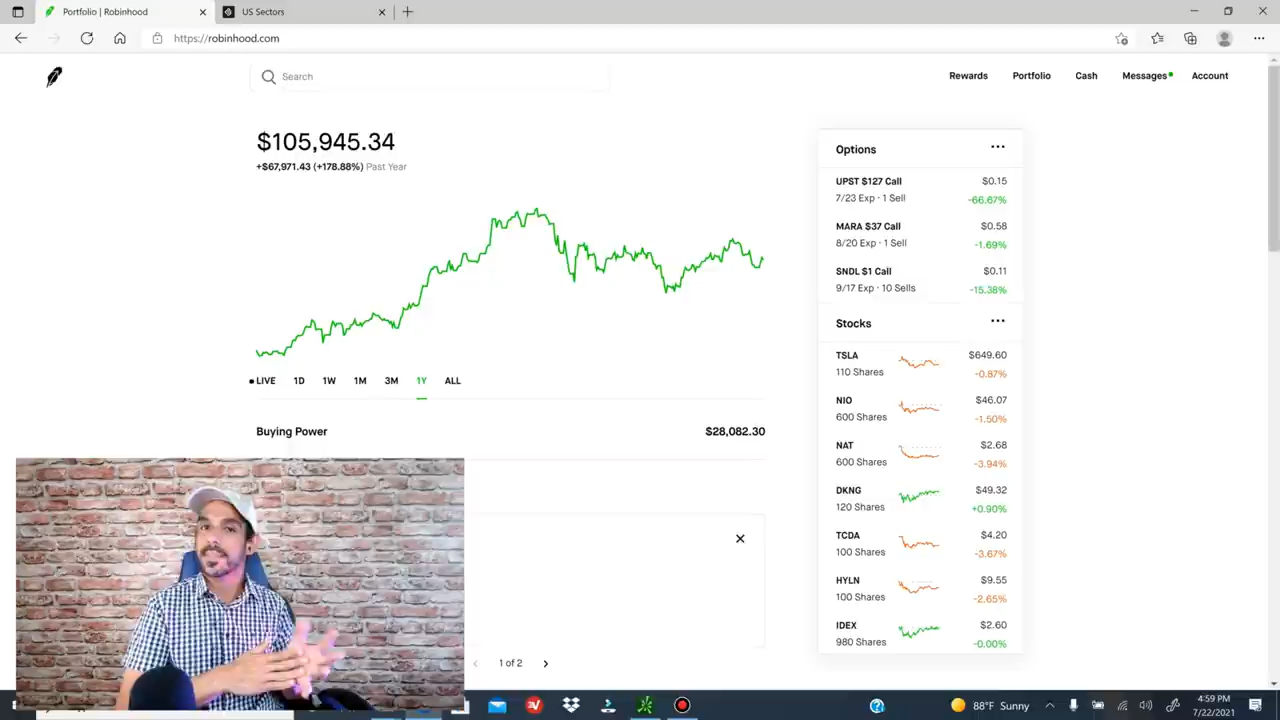 Portfolio | Robinhood
US Sectors
https://robinhood.com
Search
Rewards
Portfolio
Cash
Messages
Account
$105,945.34
+$67,971.43 (+178.88%) Past Year
LIVE
1D
1W
1M
3M
1Y
ALL
Buying Power
$28,082.30
1 of 2
Options
UPST $127 Call
$0.15
7/23 Exp · 1 Sell
-66.67%
MARA $37 Call
$0.58
8/20 Exp · 1 Sell
-1.69%
SNDL $1 Call
$0.11
9/17 Exp · 10 Sells
-15.38%
Stocks
TSLA
$649.60
110 Shares
-0.87%
NIO
$46.07
600 Shares
-1.50%
NAT
$2.68
600 Shares
-3.94%
DKNG
$49.32
120 Shares
+0.90%
TCDA
$4.20
100 Shares
-3.67%
HYLN
$9.55
100 Shares
-2.65%
IDEX
$2.60
980 Shares
-0.00%
88°F Sunny
4:59 PM
7/22/2021